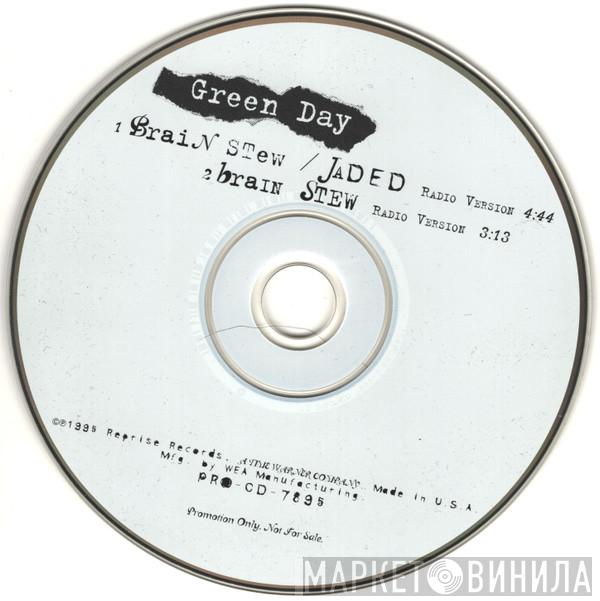 Green Day
1 BraiN STew / JADED Radio Version 4:44
2 braIN STEW Radio Version 3:13
©℗1995 Reprise Records. A TIME WARNER COMPANY. Made in U.S.A.
Mfg. by WEA Manufacturing.
PRO-CD-7895
Promotion Only. Not For Sale.
МАРКЕТ ВИНИЛА